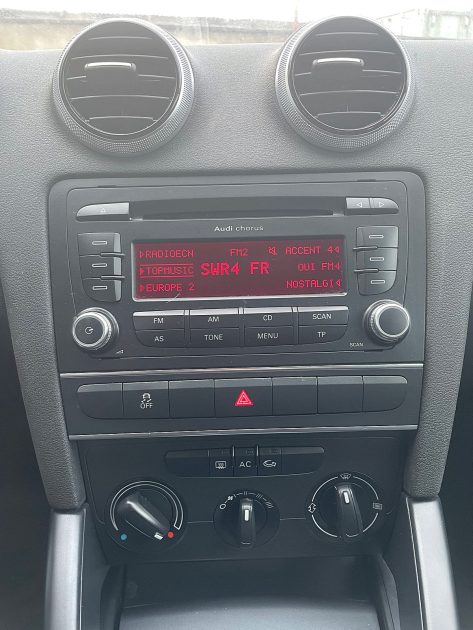 Audi chorus
RADIOECN FM2 ACCENT 4
TOPMUSIC SWR4 FR OUI FM4
EUROPE 2 NOSTALGI
FM AM CD SCAN
AS TONE MENU TP
SCAN
OFF
AC